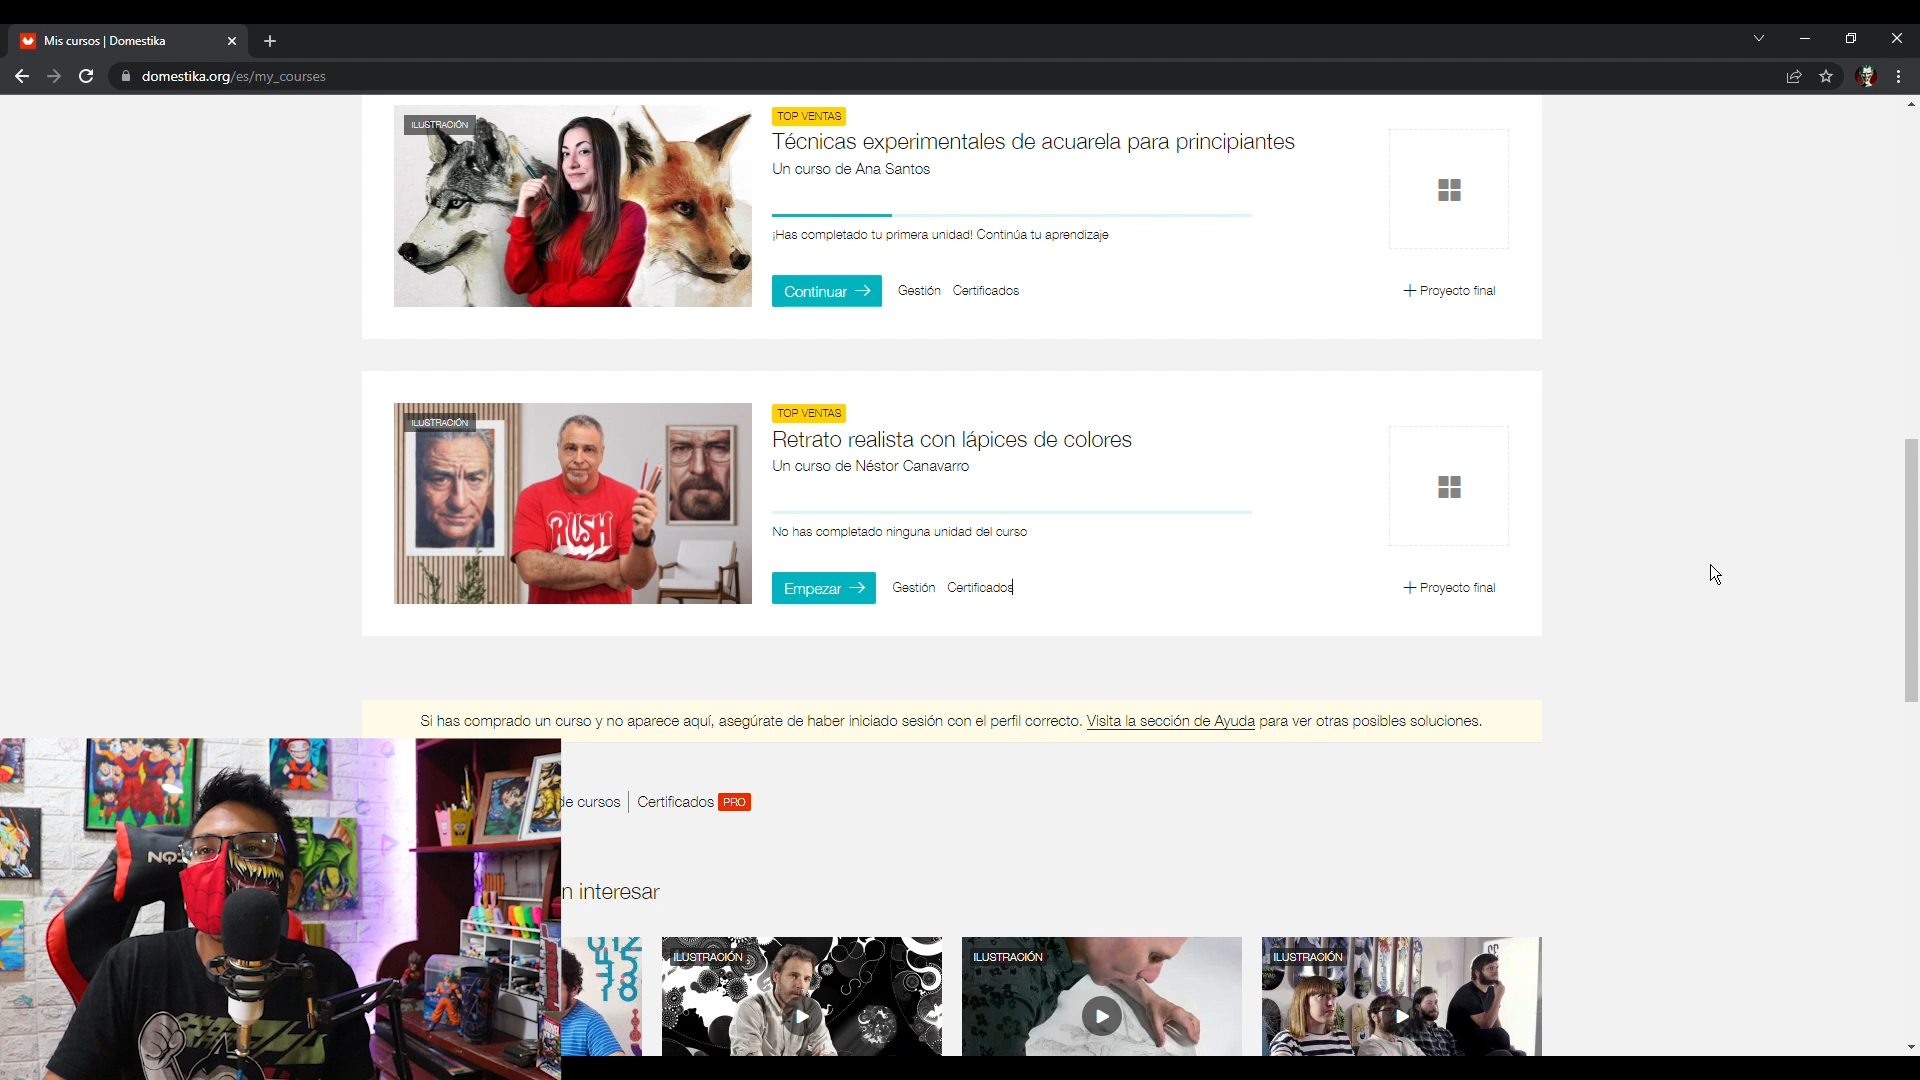 Mis cursos | Domestika
domestika.org/es/my_courses
ILUSTRACIÓN
TOP VENTAS
Técnicas experimentales de acuarela para principiantes
Un curso de Ana Santos
¡Has completado tu primera unidad! Continúa tu aprendizaje
Continuar
Gestión Certificados
Proyecto final
ILUSTRACIÓN
TOP VENTAS
Retrato realista con lápices de colores
Un curso de Néstor Canavarro
RUSH
No has completado ninguna unidad del curso
Empezar
Gestión Certificados
Proyecto final
Si has comprado un curso y no aparece aquí, asegúrate de haber iniciado sesión con el perfil correcto. Visita la sección de Ayuda para ver otras posibles soluciones.
de cursos | Certificados PRO
n interesar
ILUSTRACIÓN
ILUSTRACIÓN
ILUSTRACIÓN